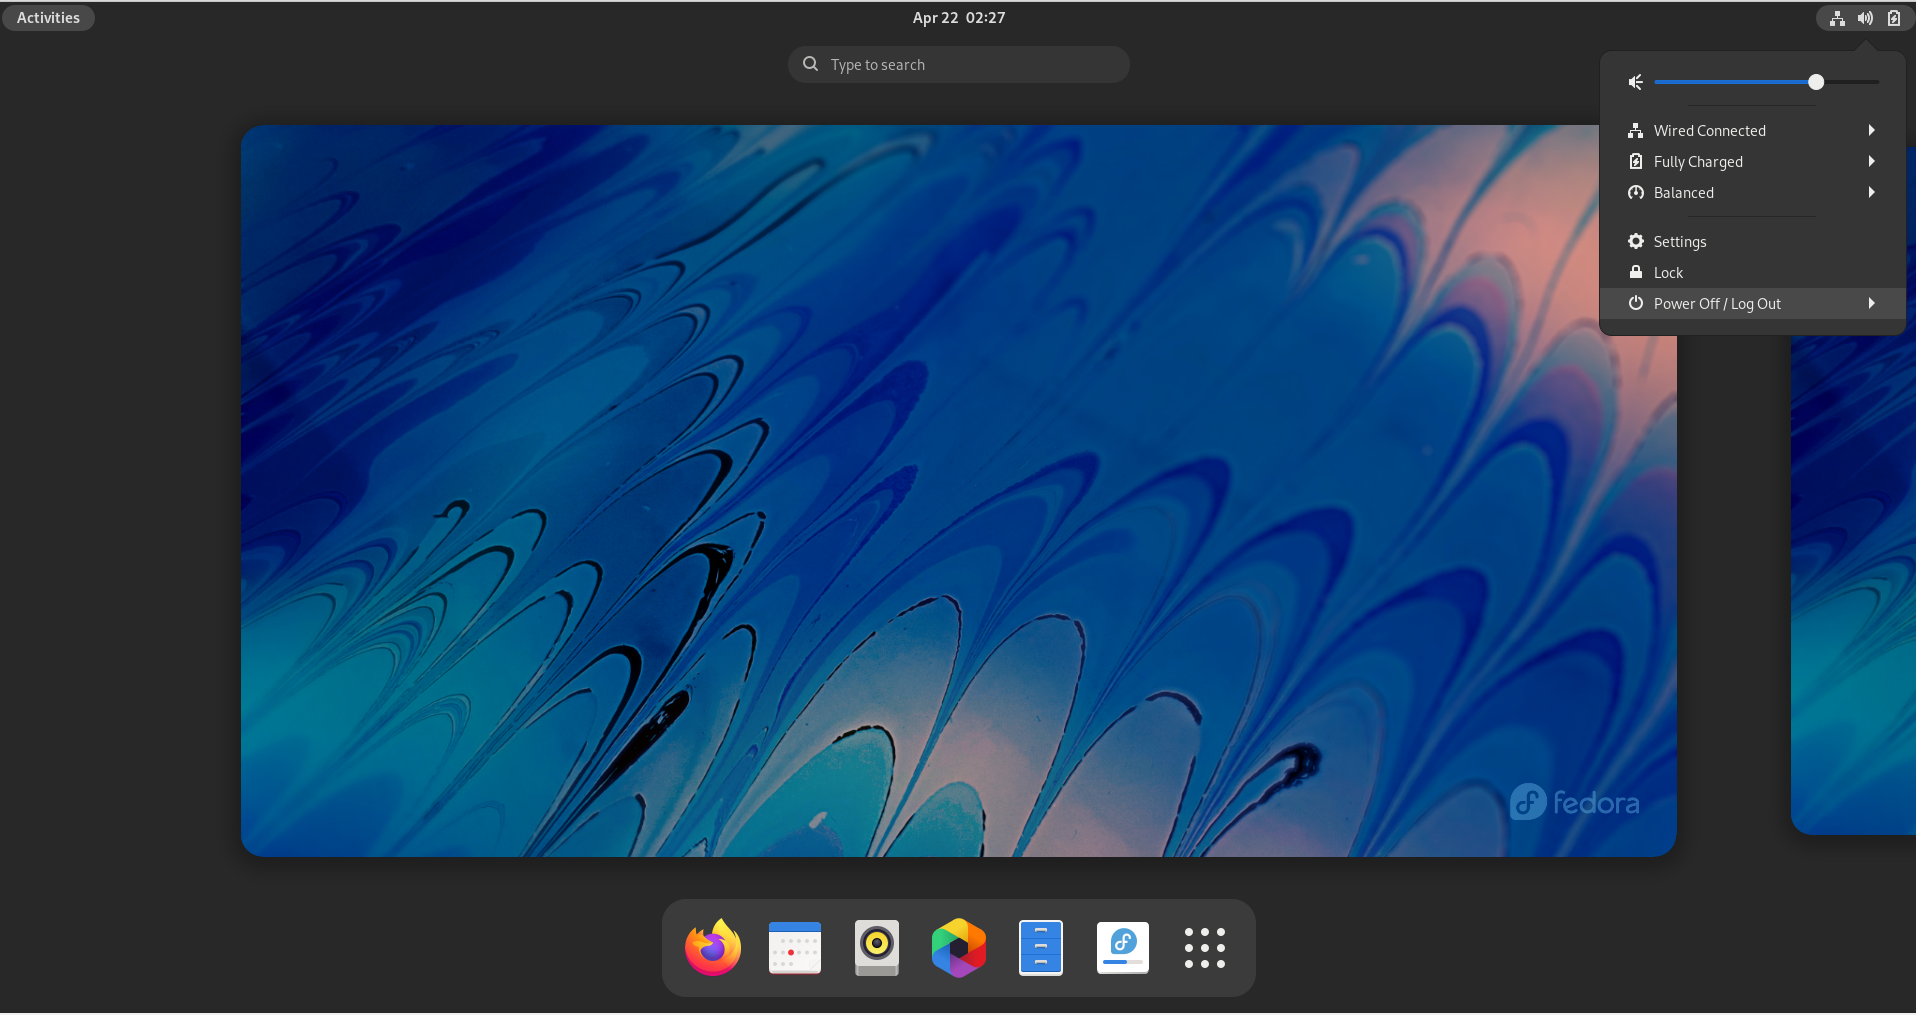 Activities
Apr 22 02:27
Type to search
Wired Connected
Fully Charged
Balanced
Settings
Lock
Power Off / Log Out
fedora